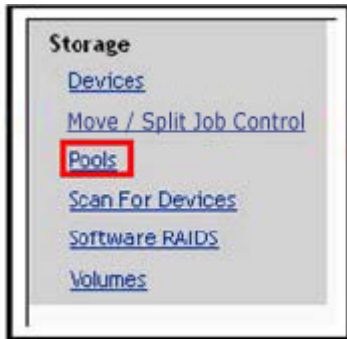 Storage
Devices
Move / Split Job Control
Pools
Scan For Devices
Software RAIDS
Volumes